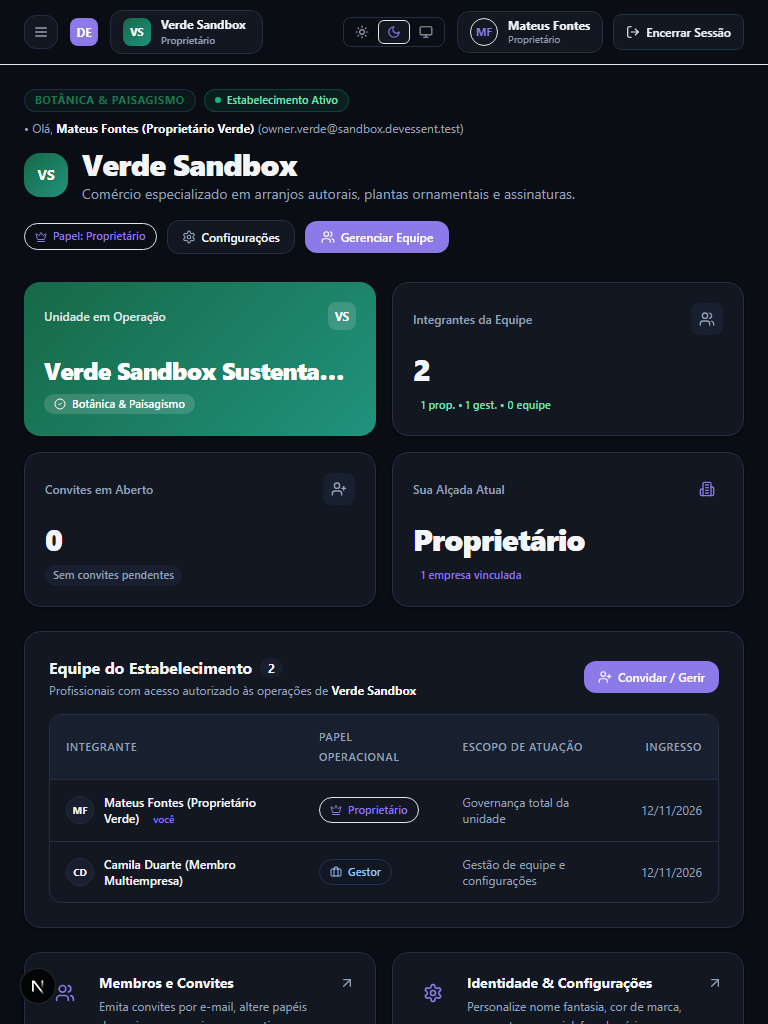 DE
VS
Verde Sandbox
Proprietário
MF
Mateus Fontes
Proprietário
Encerrar Sessão
BOTÂNICA & PAISAGISMO
Estabelecimento Ativo
• Olá, Mateus Fontes (Proprietário Verde) (owner.verde@sandbox.devessent.test)
VS
Verde Sandbox
Comércio especializado em arranjos autorais, plantas ornamentais e assinaturas.
Papel: Proprietário
Configurações
Gerenciar Equipe
Unidade em Operação
VS
Verde Sandbox Sustenta...
Botânica & Paisagismo
Integrantes da Equipe
2
1 prop. • 1 gest. • 0 equipe
Convites em Aberto
0
Sem convites pendentes
Sua Alçada Atual
Proprietário
1 empresa vinculada
Equipe do Estabelecimento 2
Profissionais com acesso autorizado às operações de Verde Sandbox
Convidar / Gerir
INTEGRANTE
PAPEL
OPERACIONAL
ESCOPO DE ATUAÇÃO
INGRESSO
MF
Mateus Fontes (Proprietário
Verde) você
Proprietário
Governança total da
unidade
12/11/2026
CD
Camila Duarte (Membro
Multiempresa)
Gestor
Gestão de equipe e
configurações
12/11/2026
N
Membros e Convites
Emita convites por e-mail, altere papéis
Identidade & Configurações
Personalize nome fantasia, cor de marca,